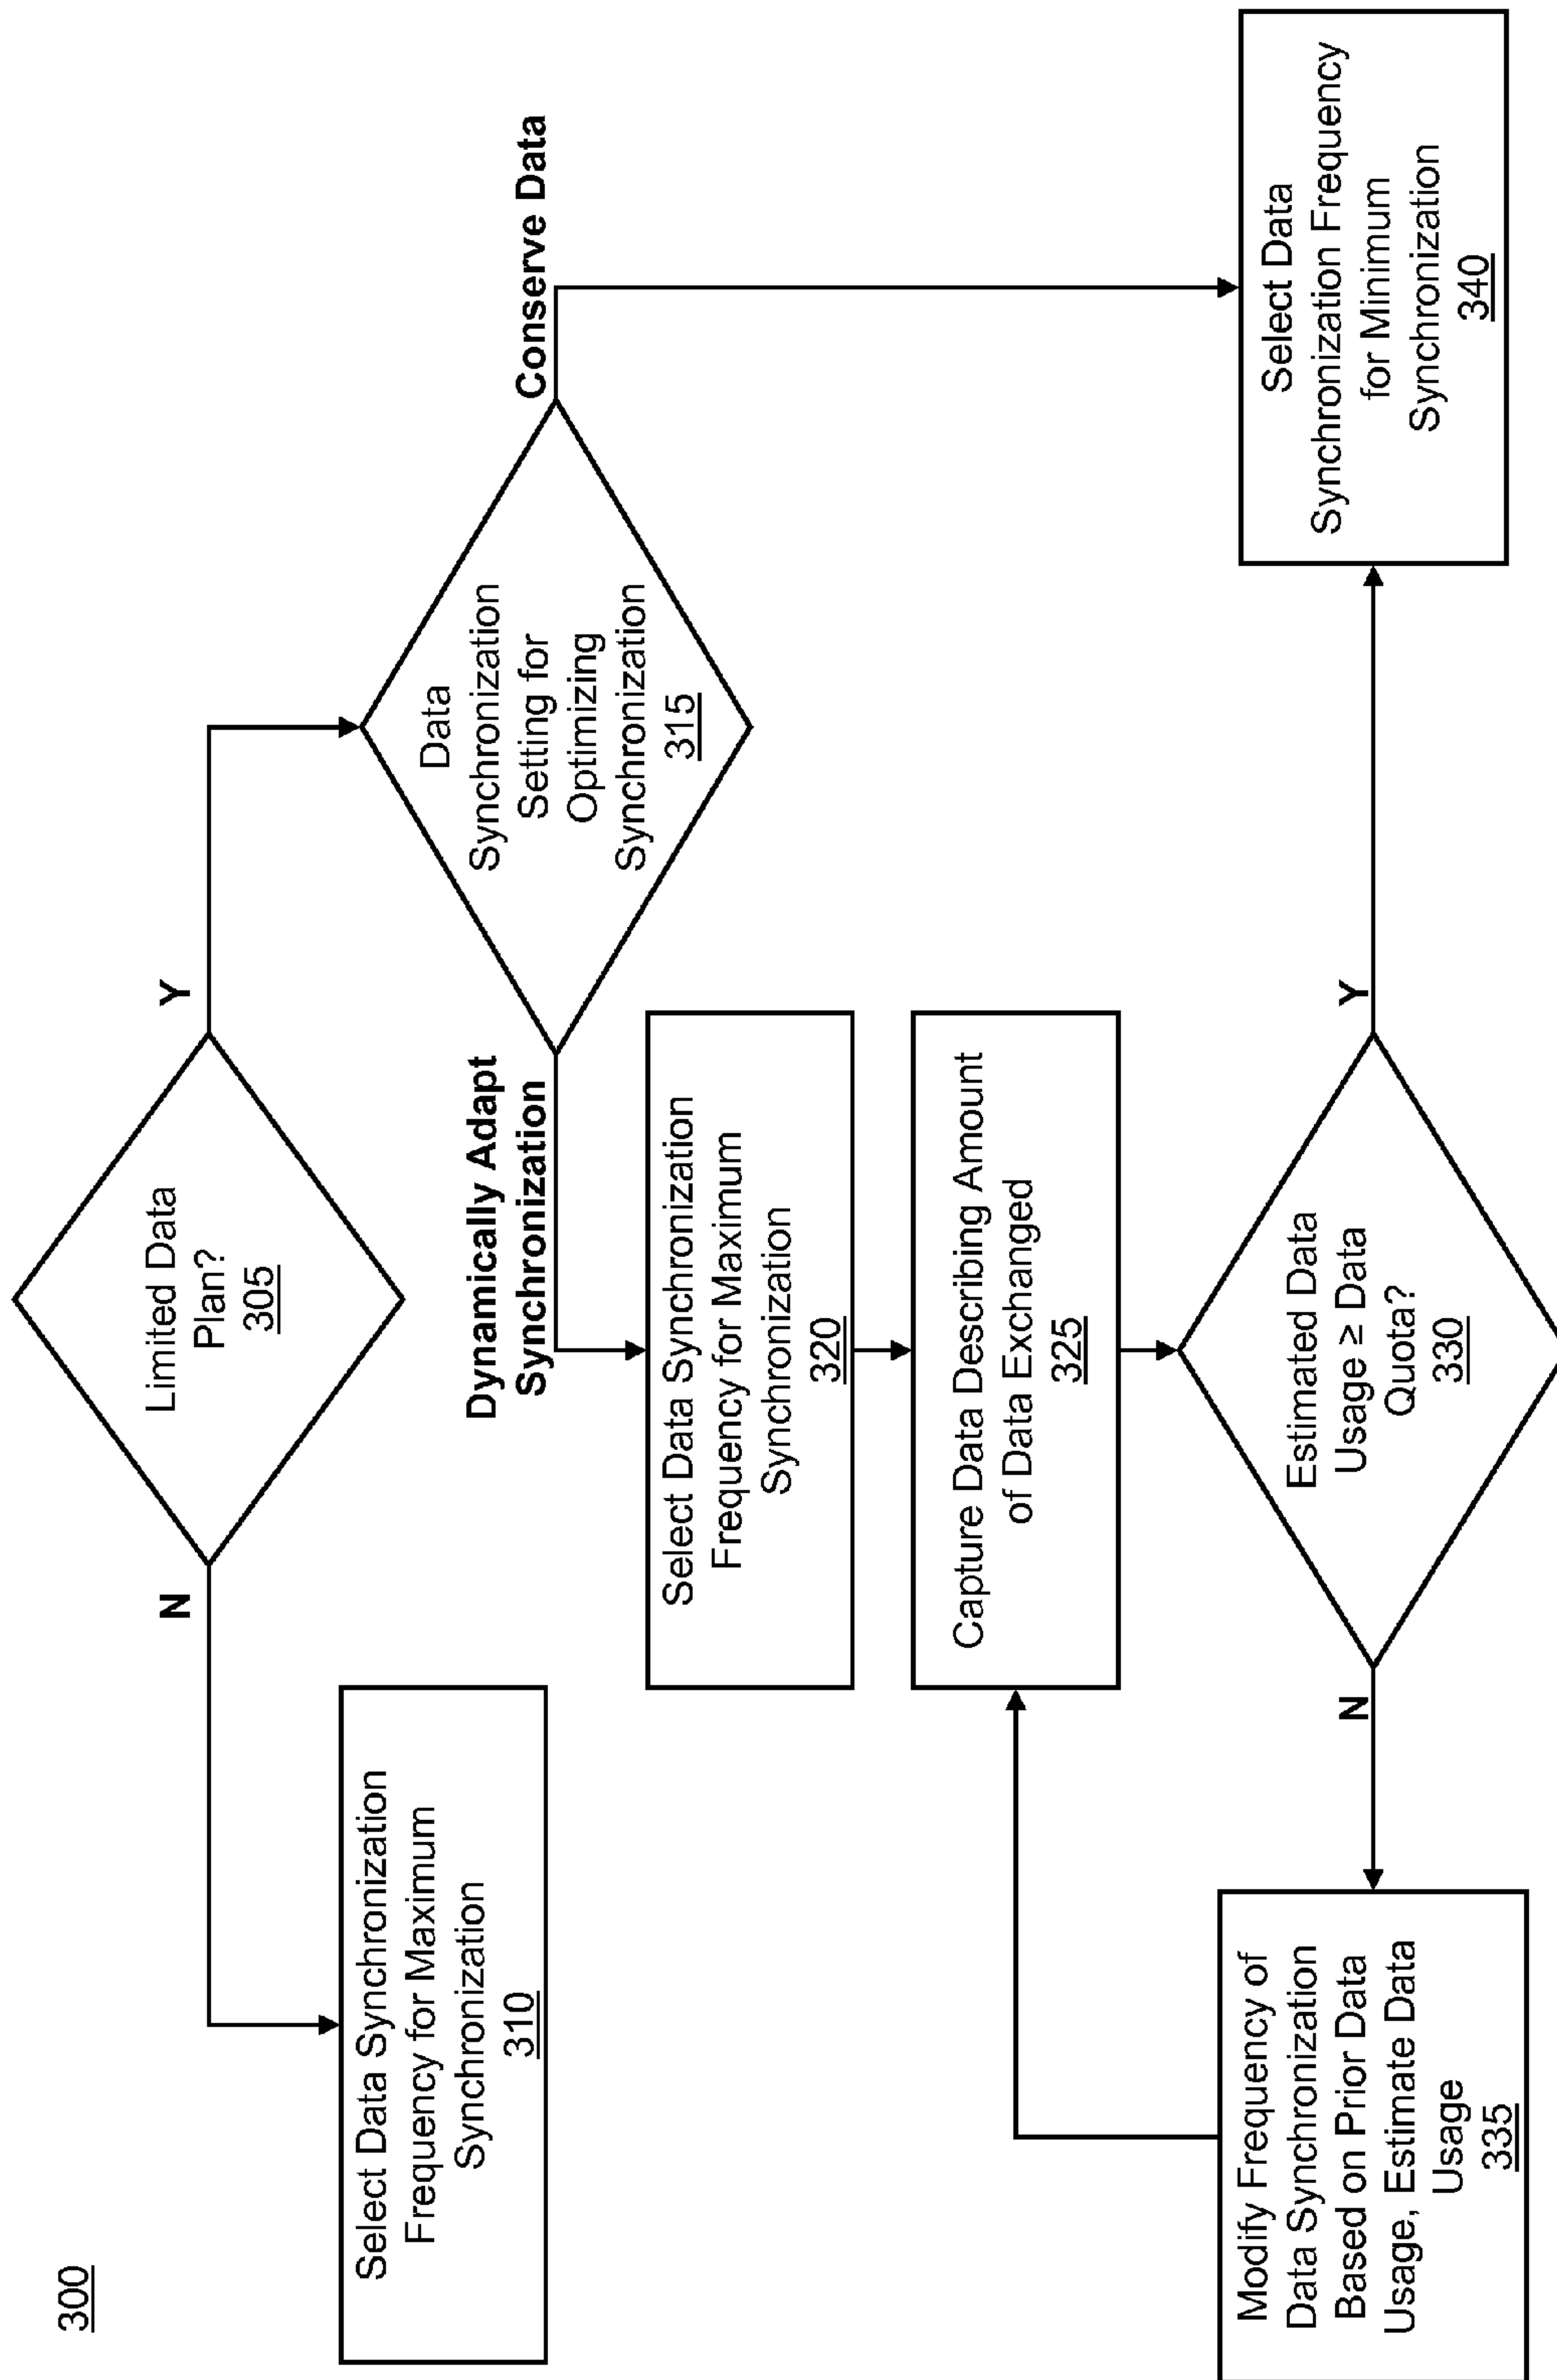 300
Limited Data
Plan?
305
N
Y
Select Data Synchronization
Frequency for Maximum
Synchronization
310
Data
Synchronization
Setting for
Optimizing
Synchronization
315
Dynamically Adapt
Synchronization
Conserve Data
Select Data Synchronization
Frequency for Maximum
Synchronization
320
Capture Data Describing Amount
of Data Exchanged
325
Estimated Data
Usage ≥ Data
Quota?
330
N
Y
Modify Frequency of
Data Synchronization
Based on Prior Data
Usage, Estimate Data
Usage
335
Select Data
Synchronization Frequency
for Minimum
Synchronization
340